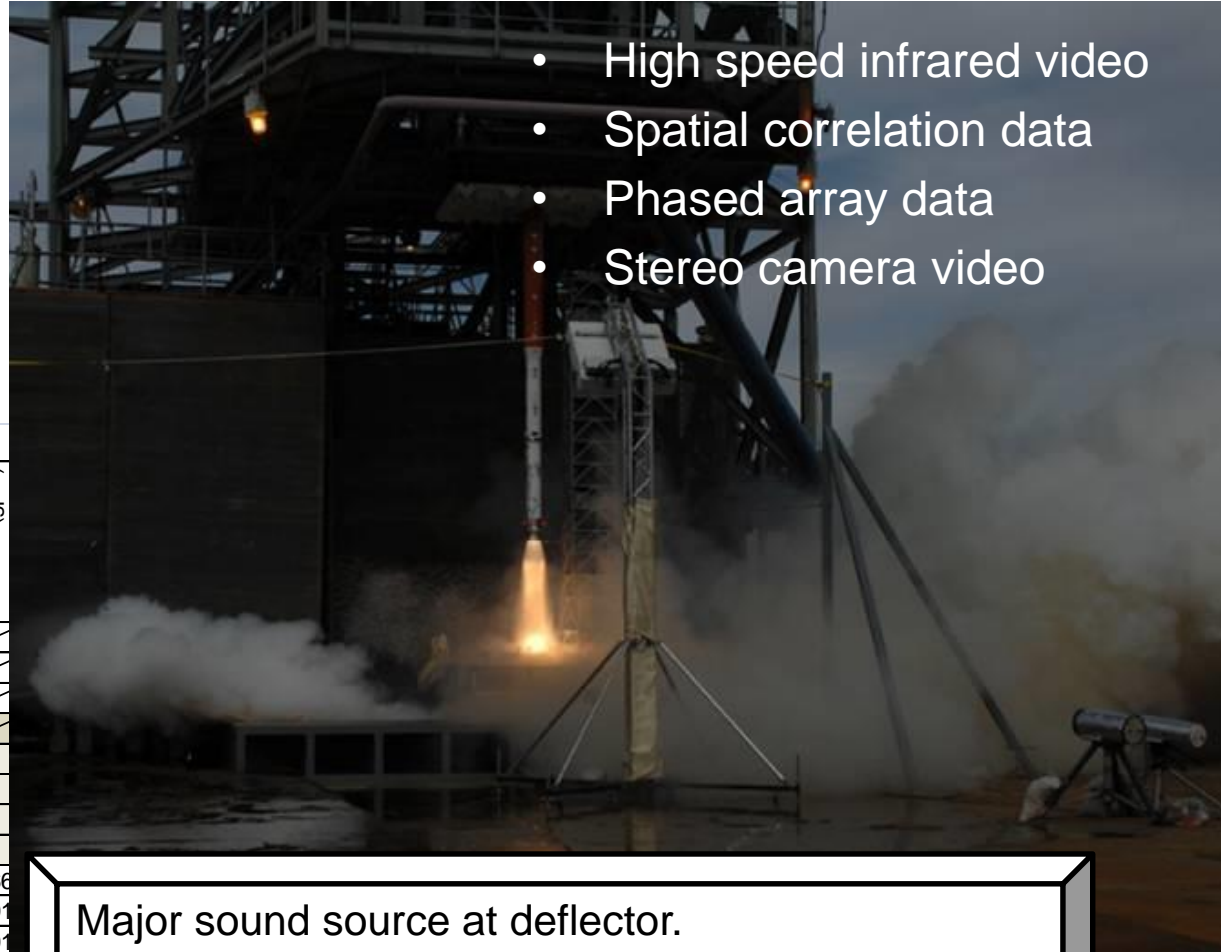 • High speed infrared video
• Spatial correlation data
• Phased array data
• Stereo camera video
Major sound source at deflector.